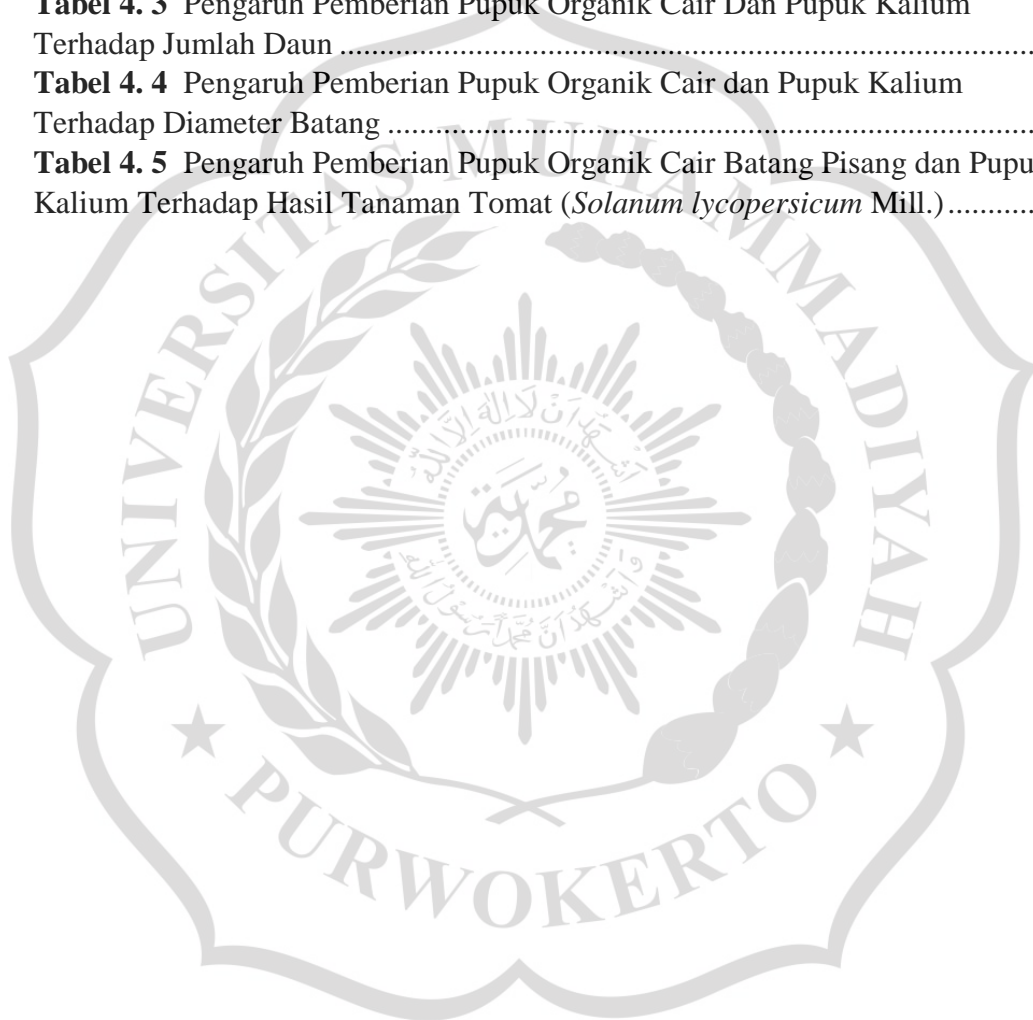 Tabel 4. 3 Pengaruh Pemberian Pupuk Organik Cair Dan Pupuk Kalium
Terhadap Jumlah Daun ....................................................................................
Tabel 4. 4 Pengaruh Pemberian Pupuk Organik Cair dan Pupuk Kalium
Terhadap Diameter Batang ..............................................................................
Tabel 4. 5 Pengaruh Pemberian Pupuk Organik Cair Batang Pisang dan Pupu
Kalium Terhadap Hasil Tanaman Tomat (Solanum lycopersicum Mill.) ...........
UNIVERSITAS MUHAMMADIYAH
PURWOKERTO